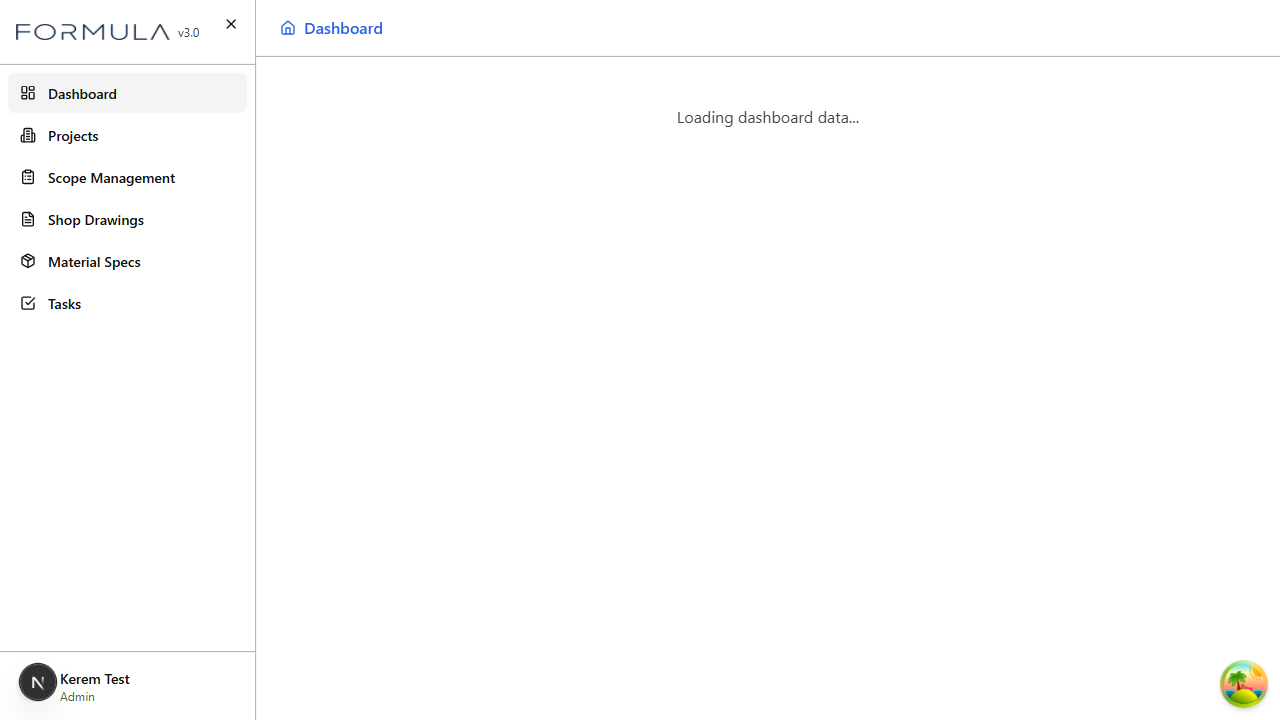 FORMULA v3.0
Dashboard
Projects
Scope Management
Shop Drawings
Material Specs
Tasks
N
Kerem Test
Admin
Dashboard
Loading dashboard data...